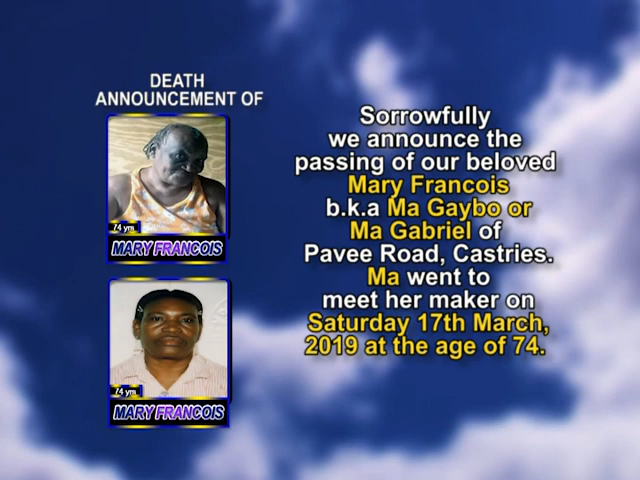 DEATH
ANNOUNCEMENT OF
74 yrs
MARY FRANCOIS
74 yrs
MARY FRANCOIS
Sorrowfully
we announce the
passing of our beloved
Mary Francois
b.k.a Ma Gaybo or
Ma Gabriel of
Pavee Road, Castries.
Ma went to
meet her maker on
Saturday 17th March,
2019 at the age of 74.